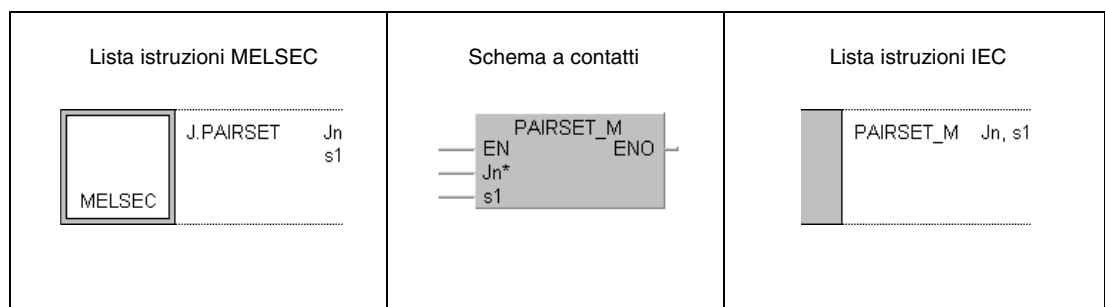 Lista istruzioni MELSEC
J.PAIRSET Jn
s1
MELSEC
Schema a contatti
PAIRSET_M
EN ENO
Jn*
s1
Lista istruzioni IEC
PAIRSET_M Jn, s1